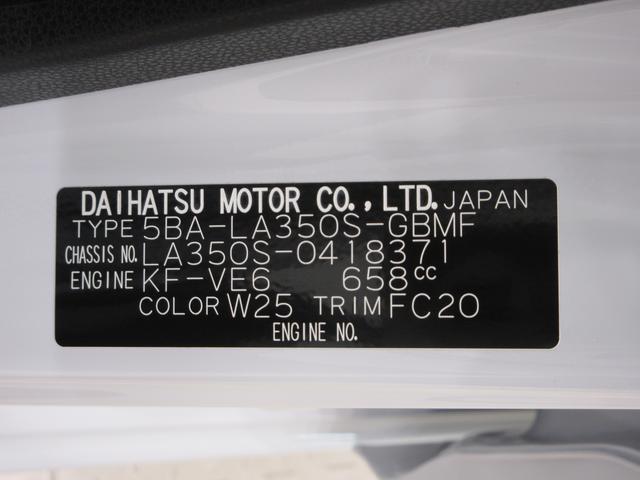 DAIHATSU MOTOR CO., LTD. JAPAN
TYPE 5BA-LA350S-GBMF
CHASSIS NO. LA350S-0418371
ENGINE KF-VE6 658cc
COLOR W25 TRIM FC20
ENGINE NO.